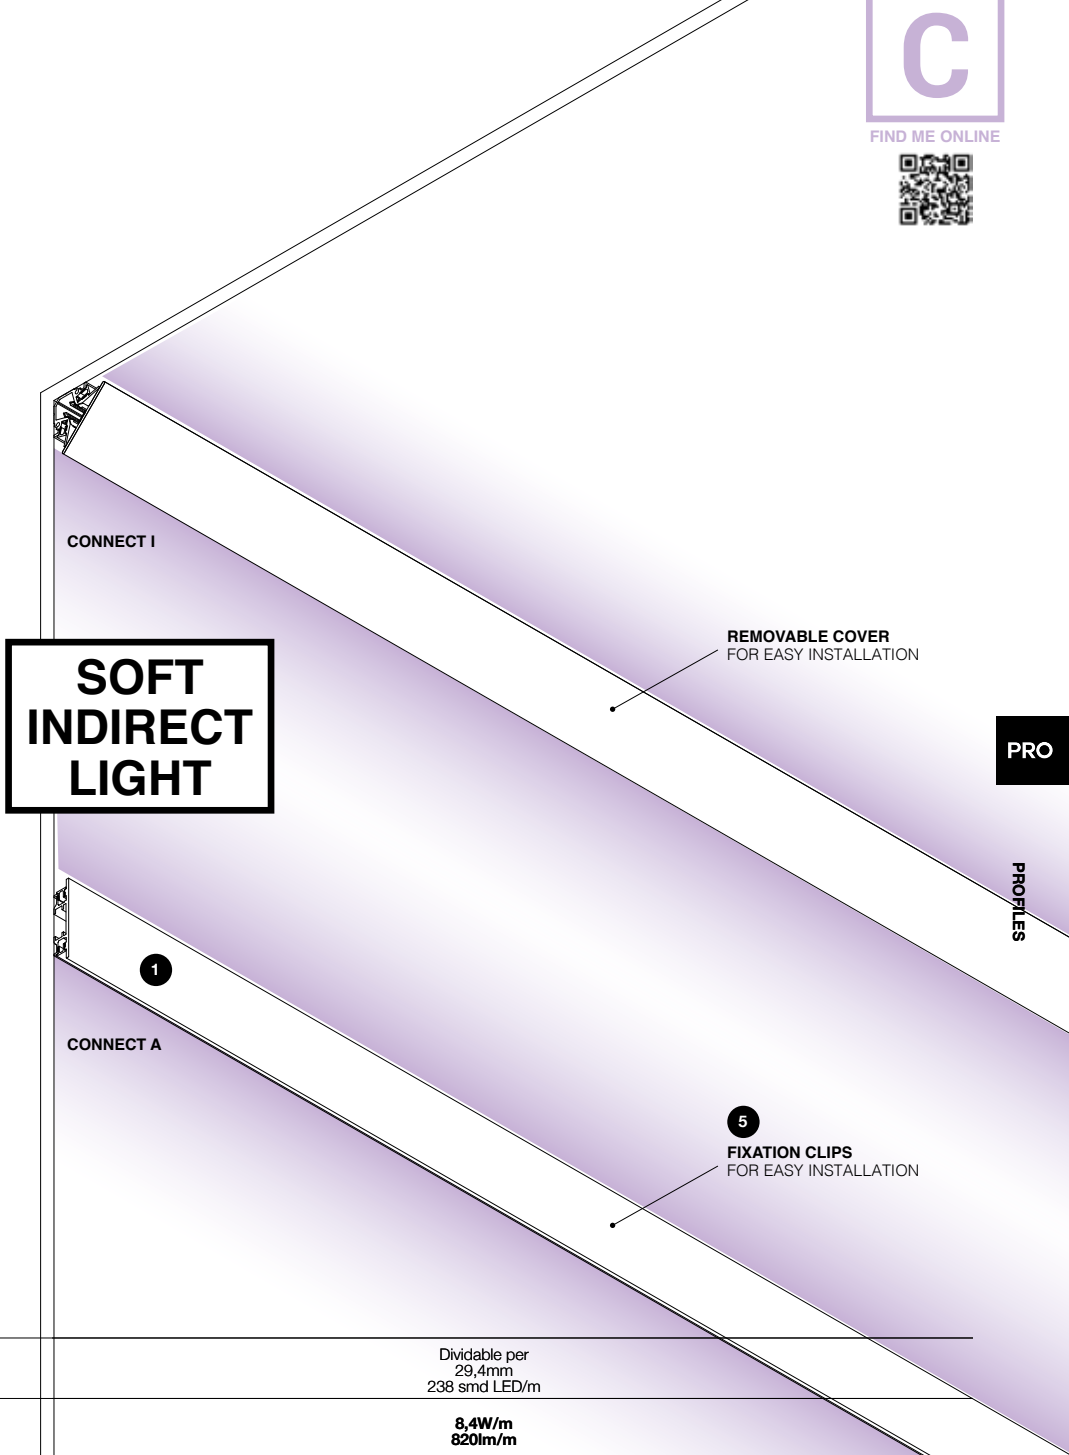 C
FIND ME ONLINE
CONNECT I
REMOVABLE COVER
FOR EASY INSTALLATION
SOFT
INDIRECT
LIGHT
PRO
PROFILES
1
CONNECT A
5
FIXATION CLIPS
FOR EASY INSTALLATION
Dividable per
29,4mm
238 smd LED/m
8,4W/m
820lm/m